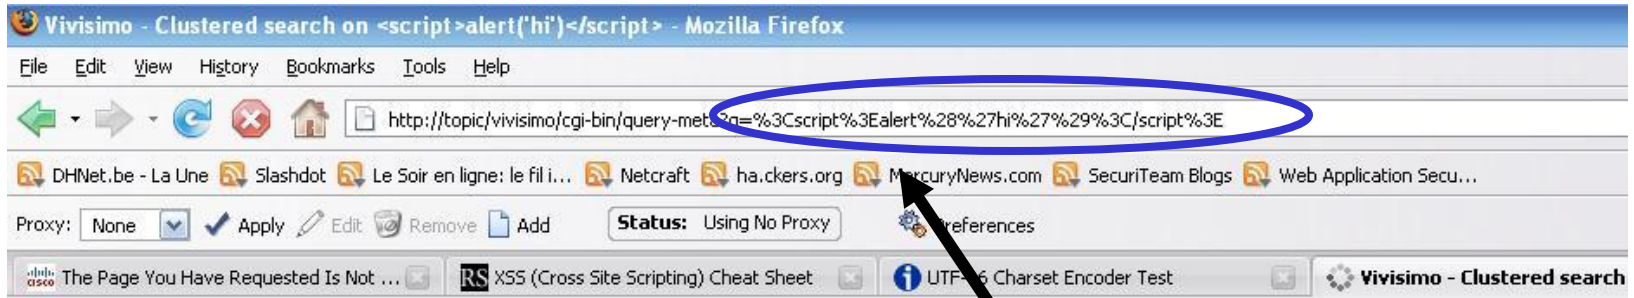 Vivisimo - Clustered search on <script>alert('hi')</script> - Mozilla Firefox
File Edit View History Bookmarks Tools Help
http://topic/vivisimo/cgi-bin/query-meta?q=%3Cscript%3Ealert%28%27hi%27%29%3C/script%3E
DHNet.be - La Une Slashdot Le Soir en ligne: le fil i... Netcraft ha.ckers.org MercuryNews.com SecuriTeam Blogs Web Application Secu...
Proxy: None Apply Edit Remove Add Status: Using No Proxy Preferences
cisco The Page You Have Requested Is Not ... RS XSS (Cross Site Scripting) Cheat Sheet UTF-16 Charset Encoder Test Vivisimo - Clustered search